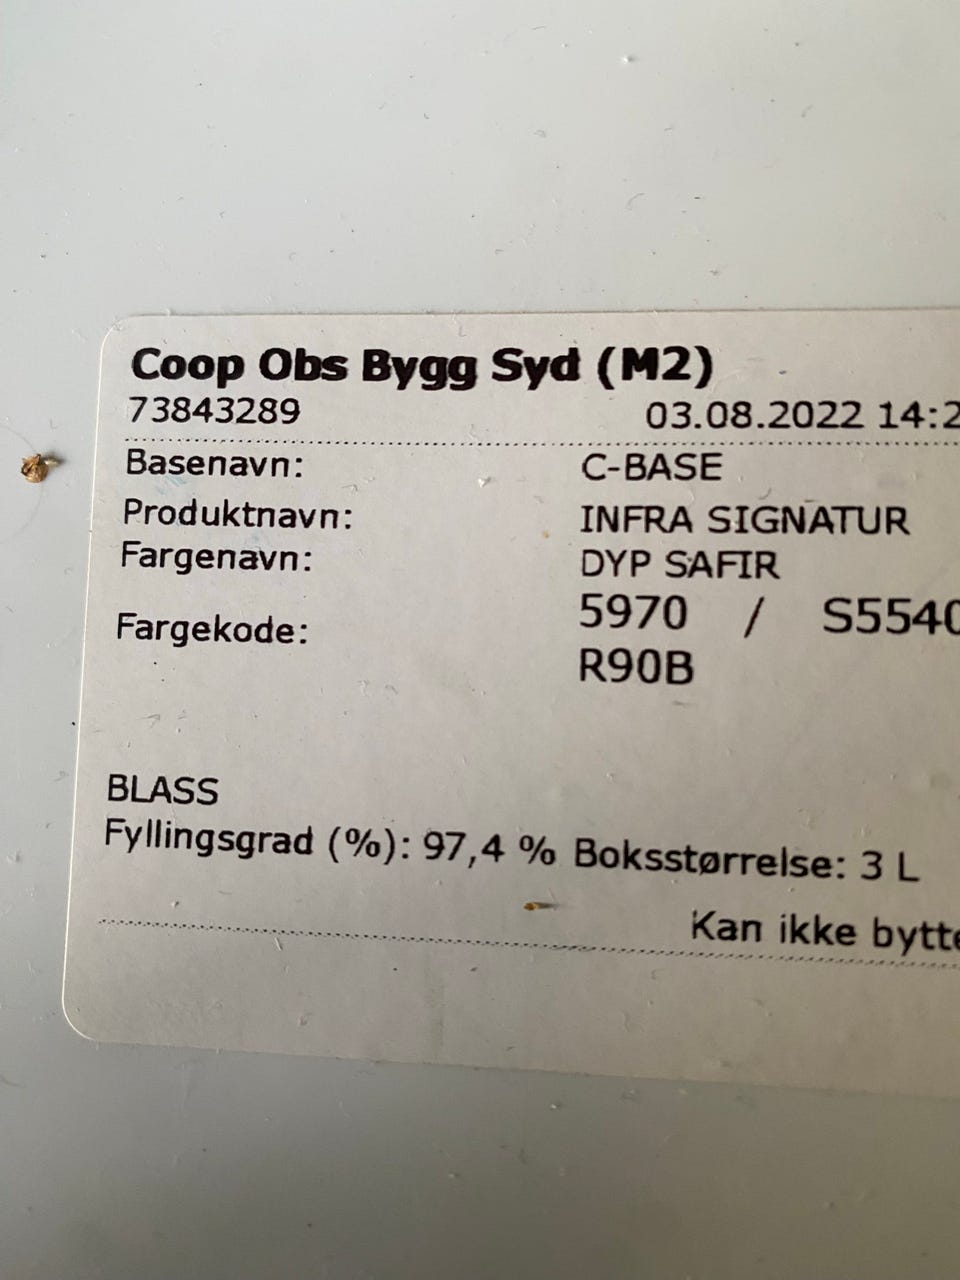 Coop Obs Bygg Syd (M2)
73843289 03.08.2022 14:2
Basenavn: C-BASE
Produktnavn: INFRA SIGNATUR
Fargenavn: DYP SAFIR
Fargekode: 5970 / S5540
R90B
BLASS
Fyllingsgrad (%): 97,4 % Boksstørrelse: 3 L
Kan ikke bytte